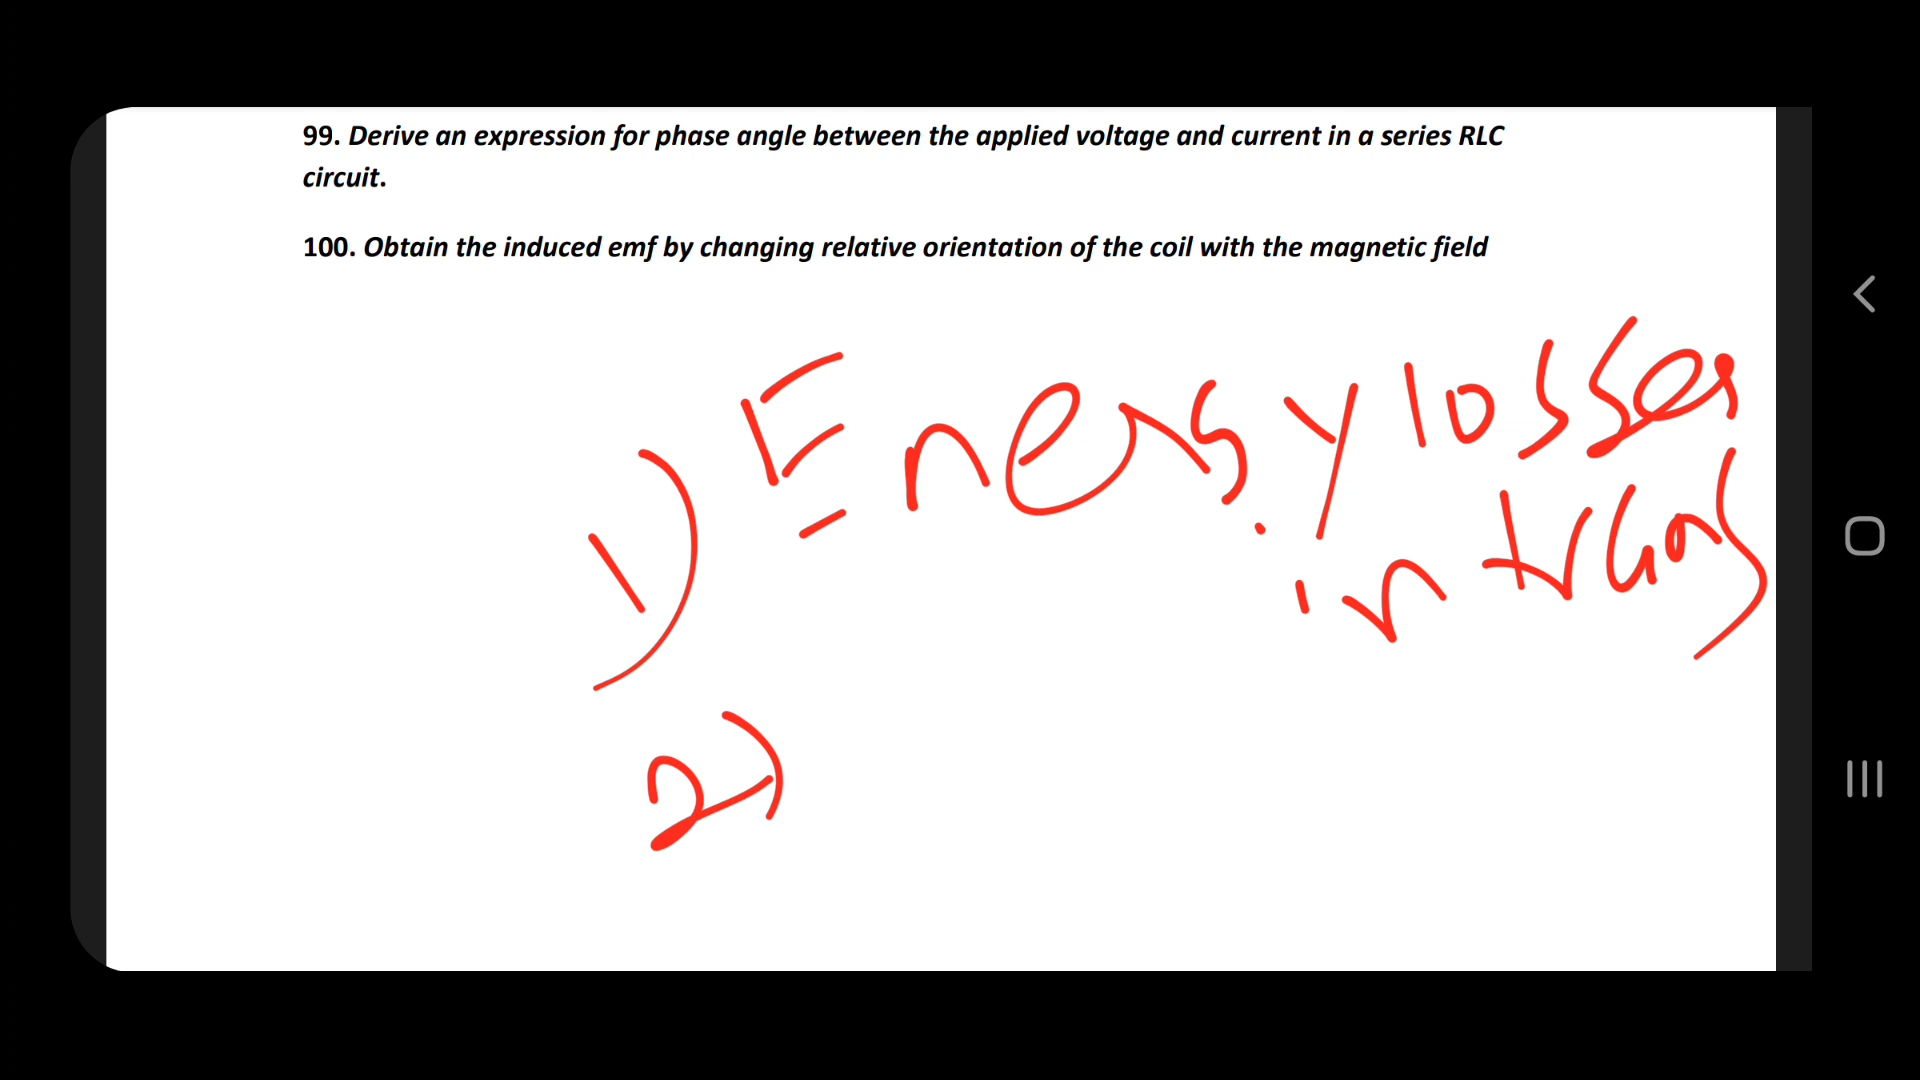 99. Derive an expression for phase angle between the applied voltage and current in a series RLC
circuit.
100. Obtain the induced emf by changing relative orientation of the coil with the magnetic field
1) Energy losses
in trans
2)